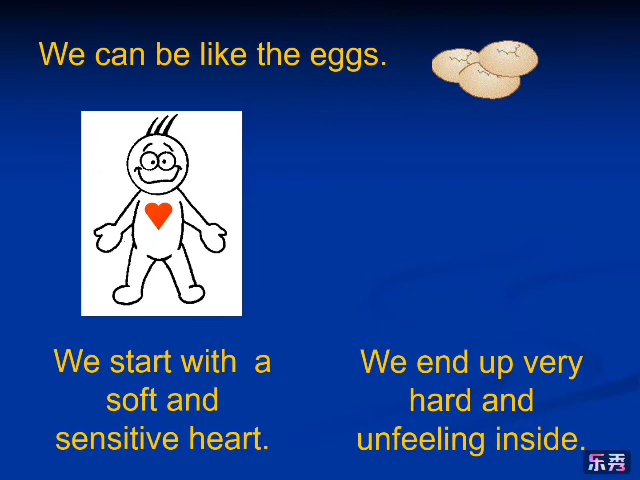 We can be like the eggs.
We start with a
soft and
sensitive heart.
We end up very
hard and
unfeeling inside.
乐秀